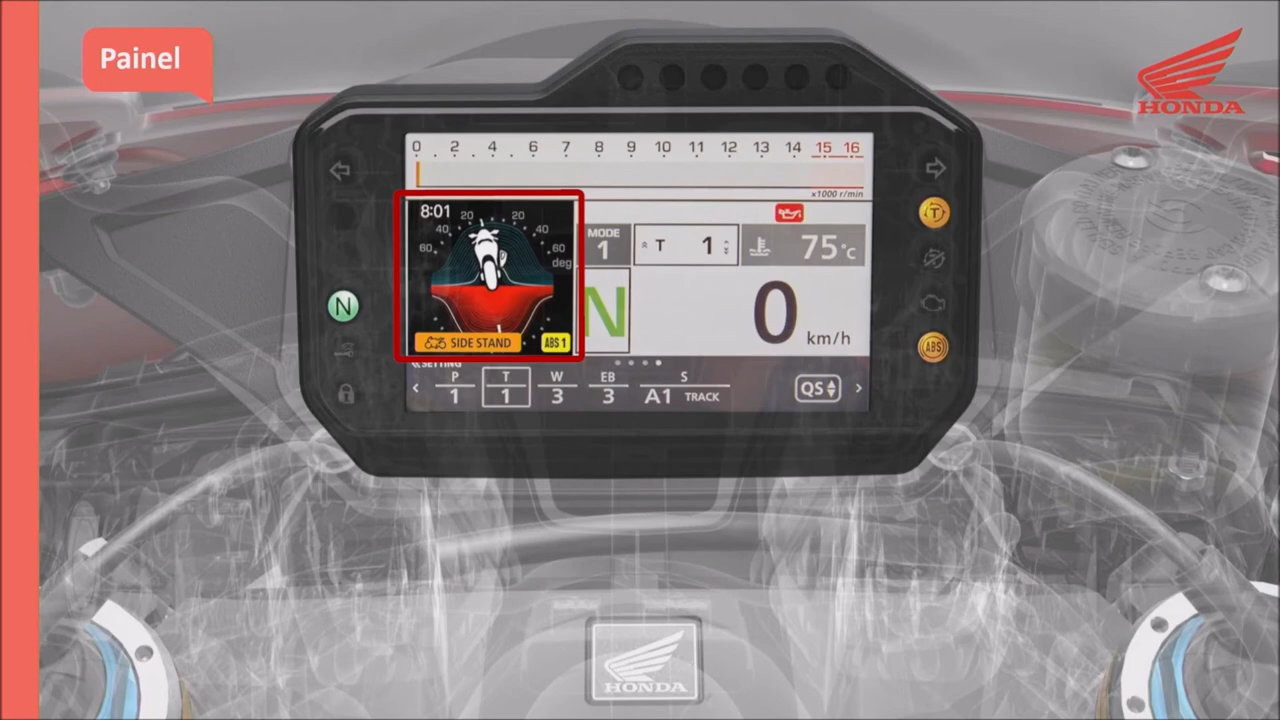 Painel
HONDA
0 2 4 6 7 8 9 10 11 12 13 14 15 16
x1000 r/min
8:01
20 20
40 40
60 60
deg
SIDE STAND
ABS 1
MODE
1
T 1
75°c
T
N
N
0
km/h
ABS
SETTING
P T W EB S
1 1 3 3 A1 TRACK
QS
HONDA